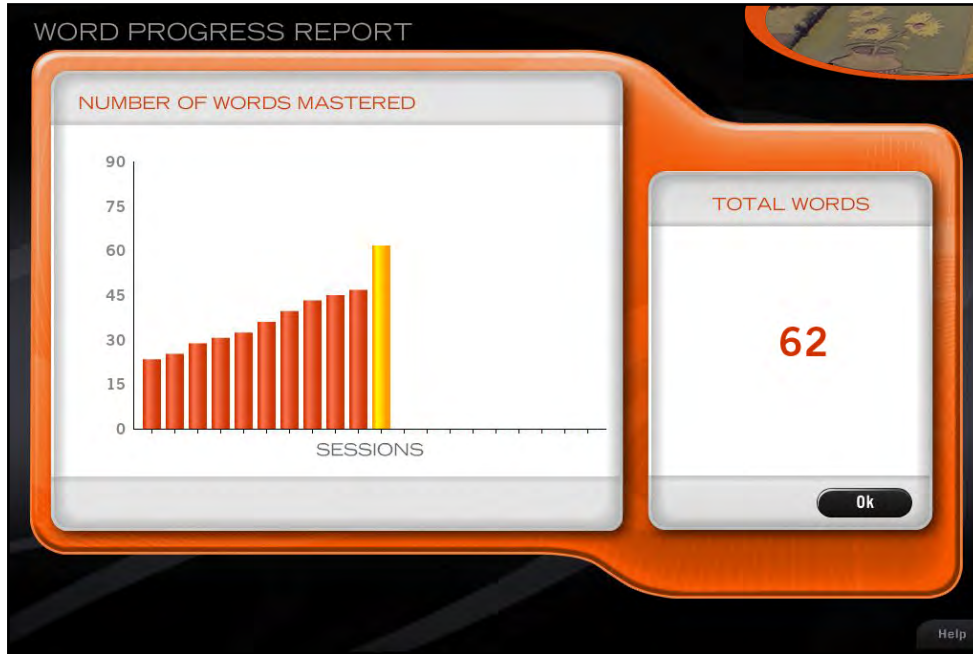 WORD PROGRESS REPORT
NUMBER OF WORDS MASTERED
90
75
60
45
30
15
0
SESSIONS
TOTAL WORDS
62
Ok
Help